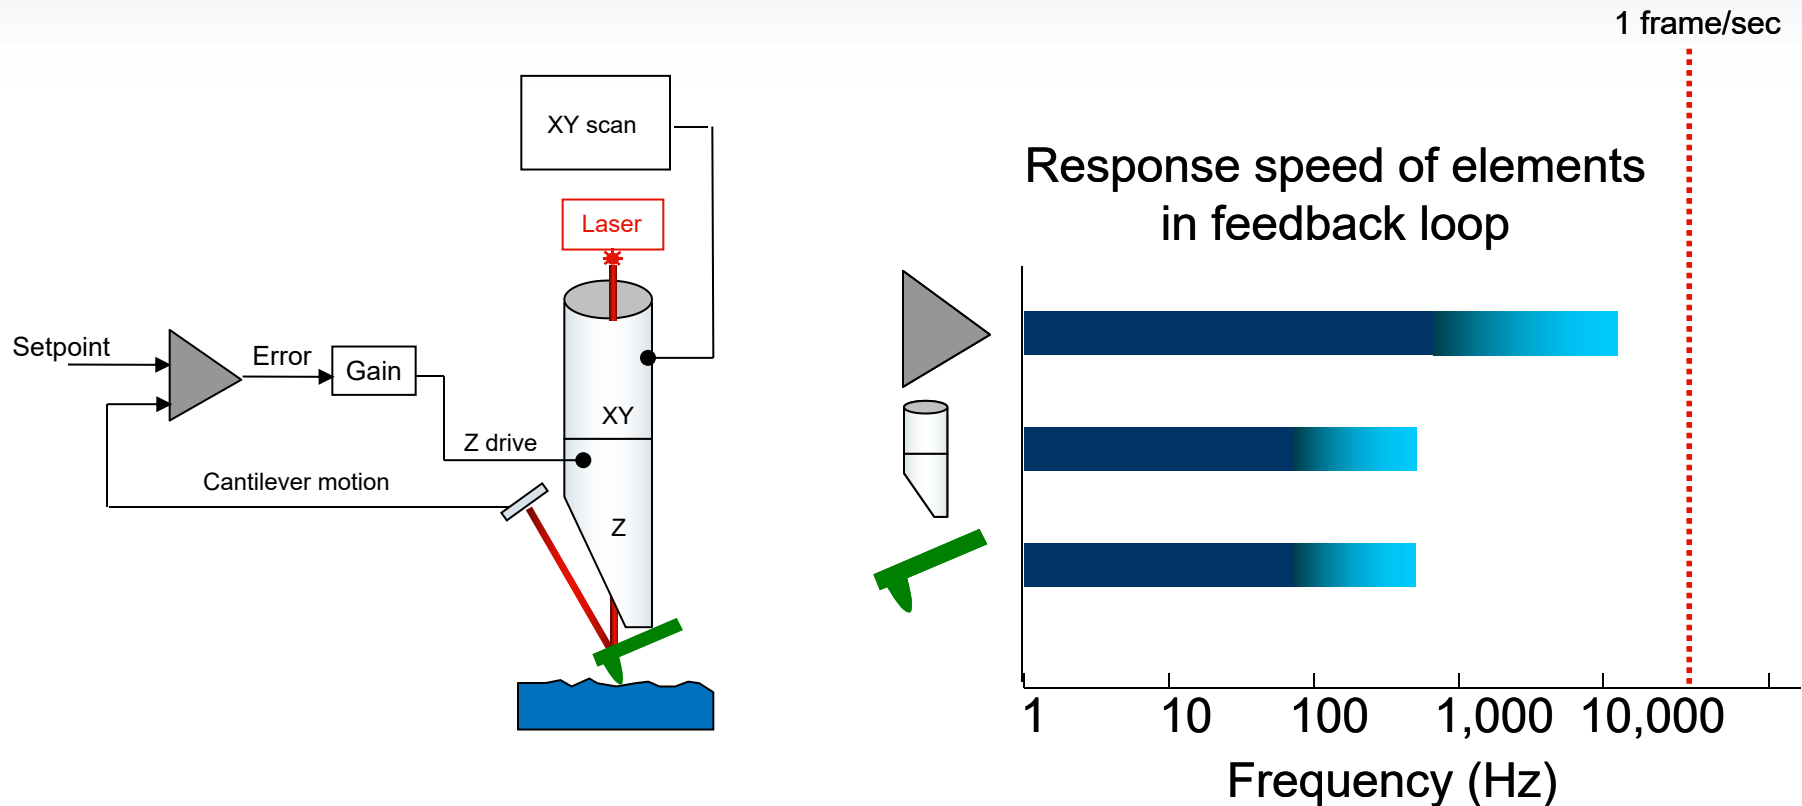 1 frame/sec
XY scan
Laser
Setpoint
Error
Gain
XY
Z drive
Cantilever motion
Z
Response speed of elements
in feedback loop
1 10 100 1,000 10,000
Frequency (Hz)